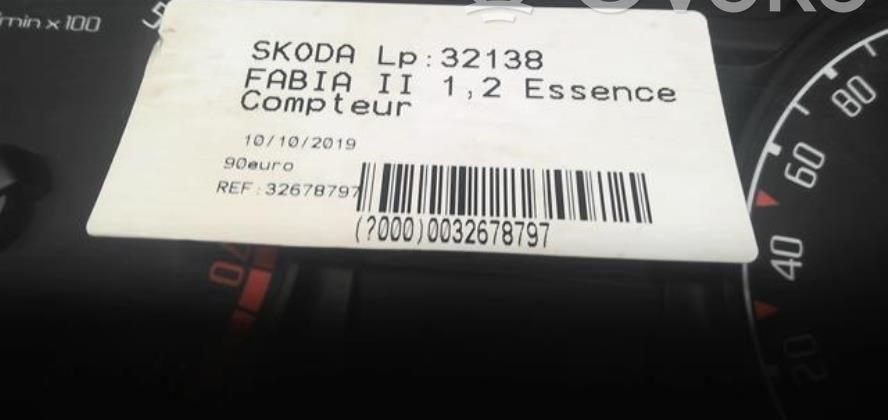 min x 100
SKODA Lp:32138
FABIA II 1,2 Essence
Compteur
10/10/2019
90euro
REF:32678797
(?000)0032678797
80
60
40
20